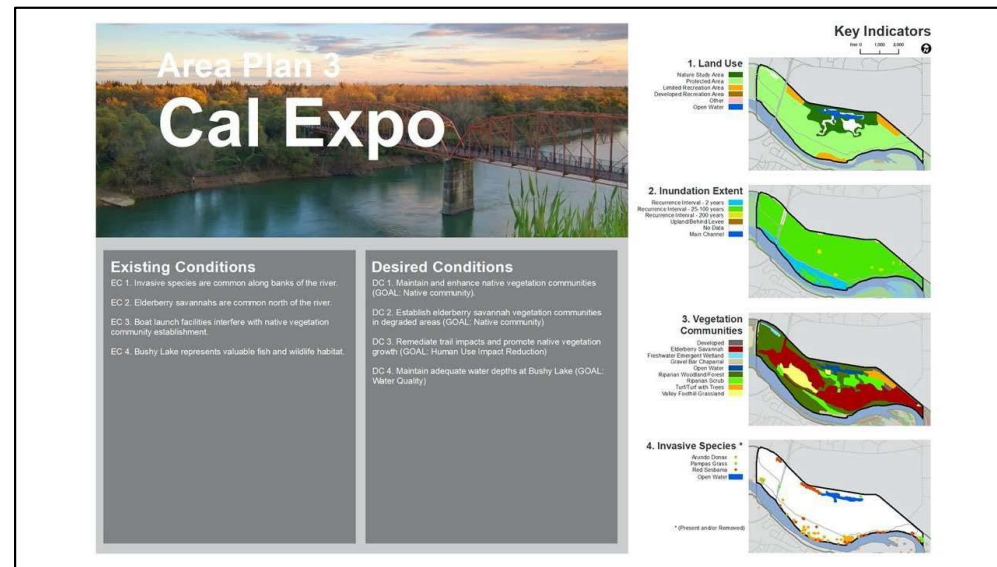 Area Plan 3
Cal Expo
Existing Conditions
EC 1. Invasive species are common along banks of the river.
EC 2. Elderberry savannahs are common north of the river.
EC 3. Boat launch facilities interfere with native vegetation
community establishment.
EC 4. Bushy Lake represents valuable fish and wildlife habitat.
Desired Conditions
DC 1. Maintain and enhance native vegetation communities
(GOAL: Native community).
DC 2. Establish elderberry savannah vegetation communities
in degraded areas (GOAL: Native community)
DC 3. Remediate trail impacts and promote native vegetation
growth (GOAL: Human Use Impact Reduction)
DC 4. Maintain adequate water depths at Bushy Lake (GOAL:
Water Quality)
Key Indicators
Feet 0 1,000 2,000
1. Land Use
Nature Study Area
Protected Area
Limited Recreation Area
Developed Recreation Area
Other
Open Water
2. Inundation Extent
Recurrence Interval - 2 years
Recurrence Interval - 25-100 years
Recurrence Interval - 200 years
Upland/Behind Levee
No Data
Main Channel
3. Vegetation
Communities
Developed
Elderberry Savannah
Freshwater Emergent Wetland
Gravel Bar Chaparral
Open Water
Riparian Woodland/Forest
Riparian Scrub
Turf/Turf with Trees
Valley Foothill Grassland
4. Invasive Species *
Arundo Donax
Pampas Grass
Red Sesbania
Open Water
* (Present and/or Removed)